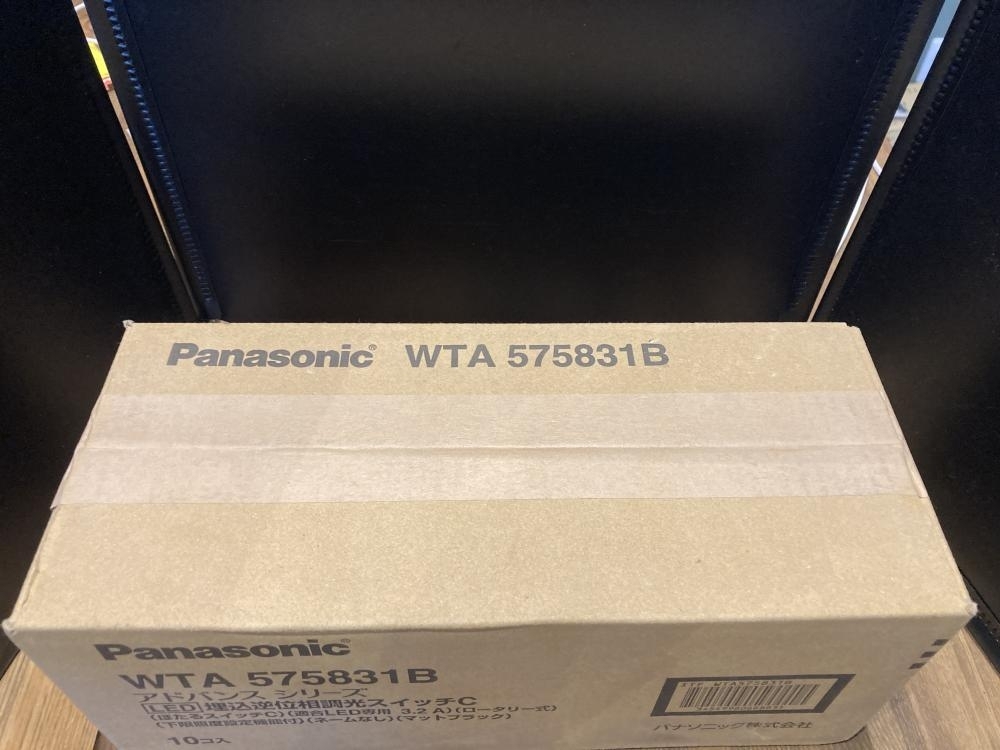 Panasonic® WTA 575831B
Panasonic®
WTA 575831B
アドバンス シリーズ
[LED] 埋込逆位相調光スイッチC
(ほたるスイッチC)(適合LED専用 3.2 A)(ロータリー式)
(下限照度設定機能付)(ネームなし)(マットブラック)
10コ入
ITF WTA575831B
パナソニック株式会社